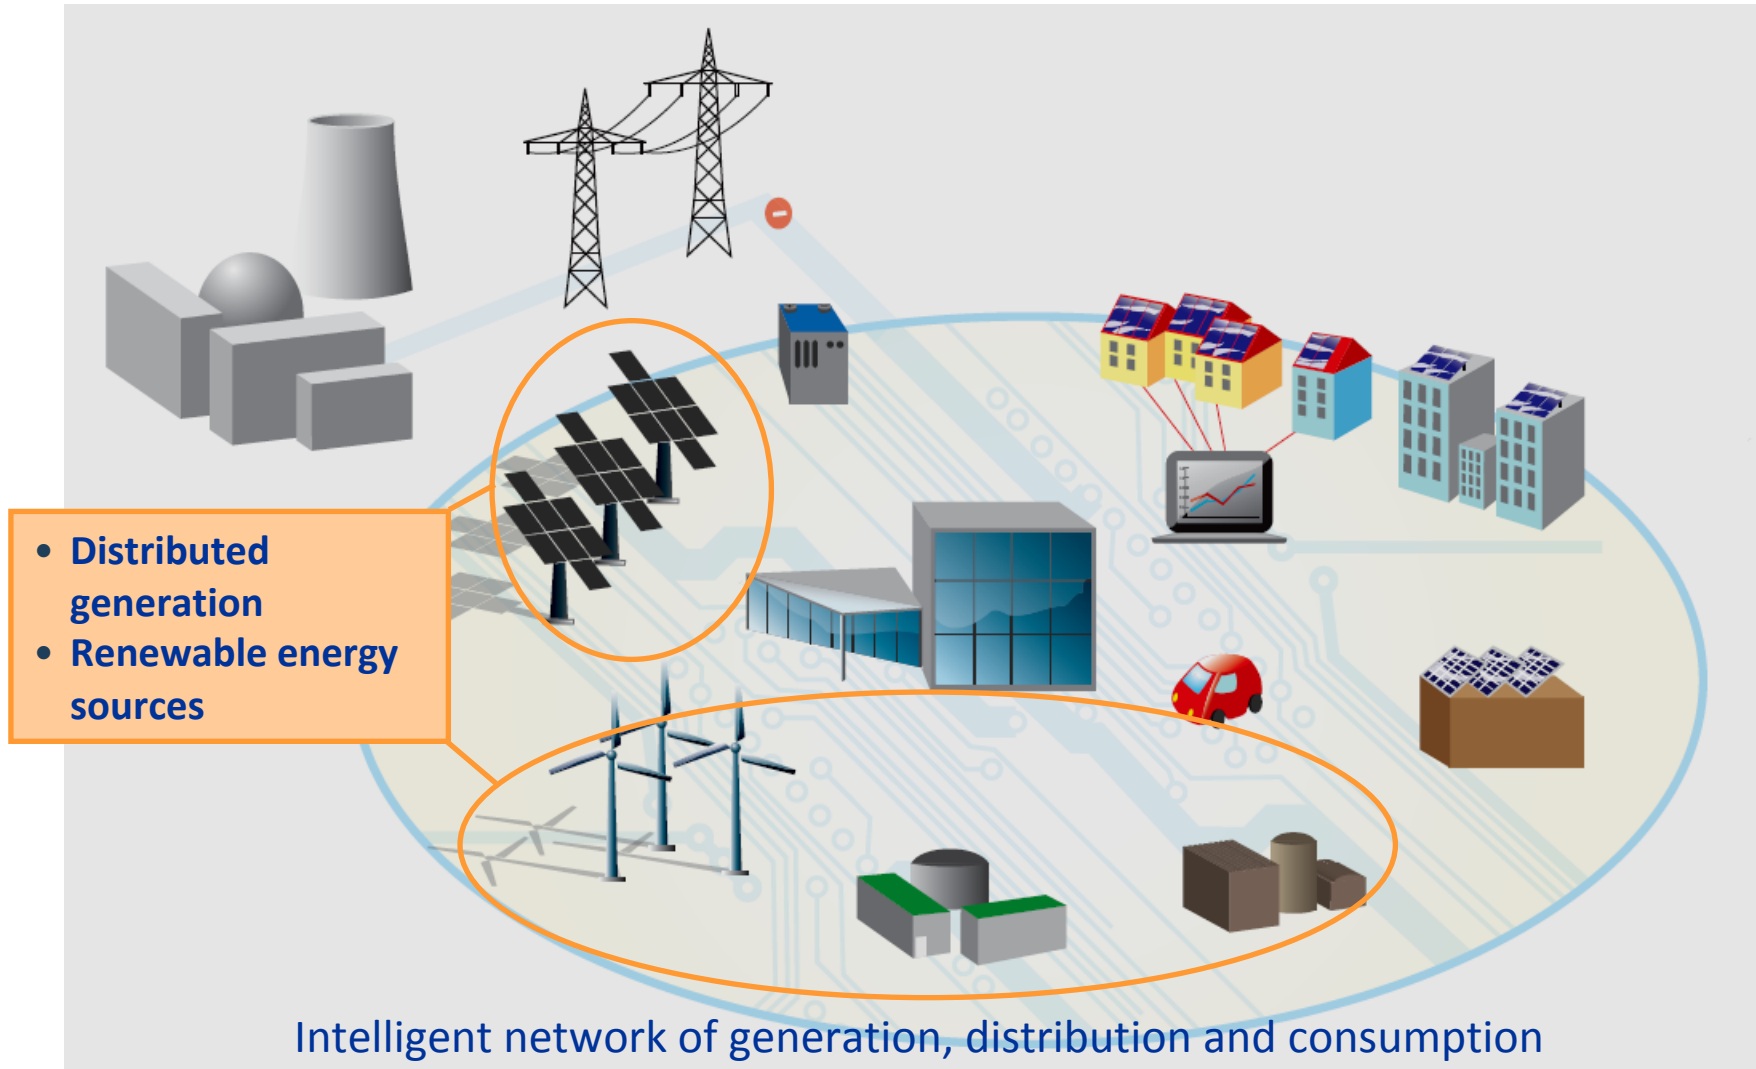 • Distributed
generation
• Renewable energy
sources
Intelligent network of generation, distribution and consumption